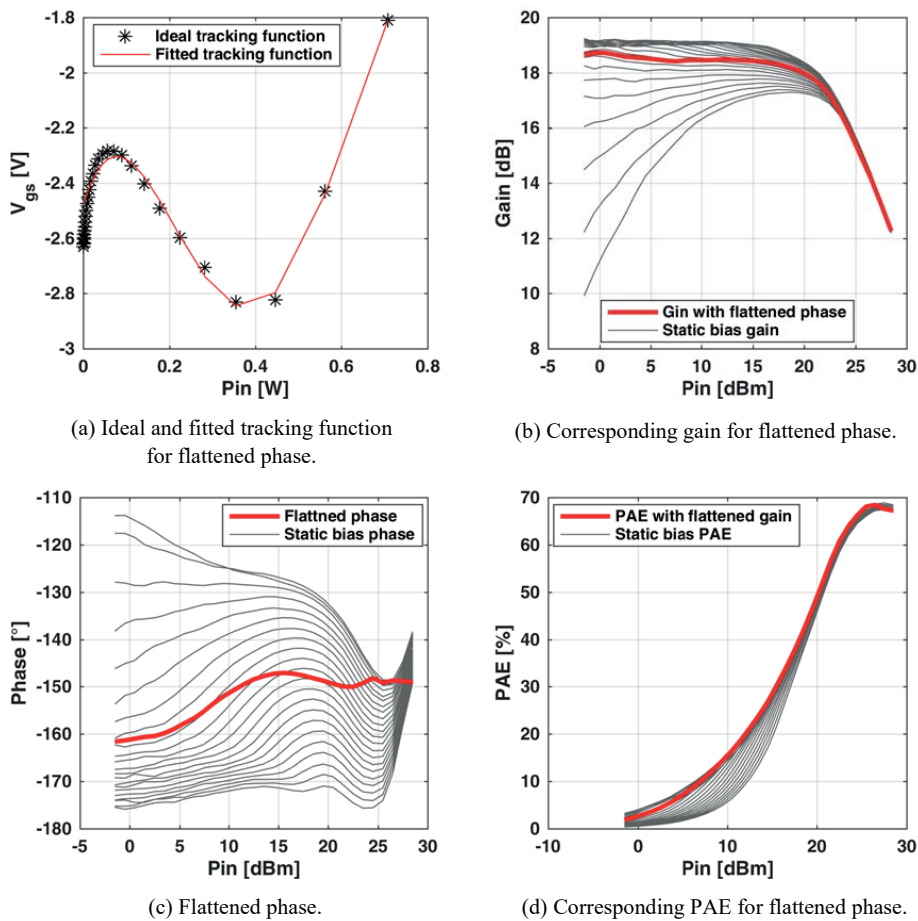 -1.8
-2
-2.2
-2.4
-2.6
-2.8
-3
V_gs [V]
Ideal tracking function
Fitted tracking function
0
0.2
0.4
0.6
0.8
Pin [W]
(a) Ideal and fitted tracking function
for flattened phase.
20
18
16
14
12
10
8
Gain [dB]
Gin with flattened phase
Static bias gain
-5
0
5
10
15
20
25
30
Pin [dBm]
(b) Corresponding gain for flattened phase.
-110
-120
-130
-140
-150
-160
-170
-180
Phase [°]
Flattned phase
Static bias phase
-5
0
5
10
15
20
25
30
Pin [dBm]
(c) Flattened phase.
70
60
50
40
30
20
10
0
PAE [%]
PAE with flattened gain
Static bias PAE
-10
0
10
20
30
Pin [dBm]
(d) Corresponding PAE for flattened phase.